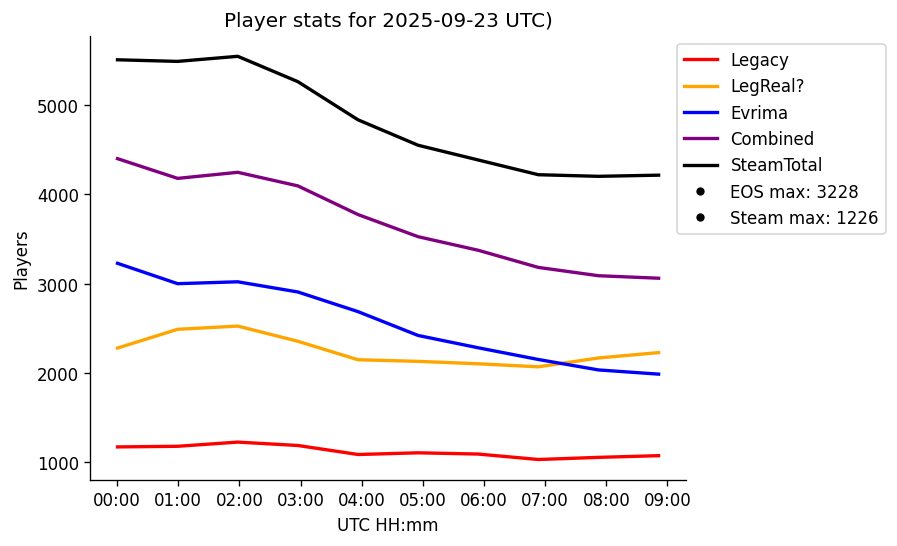 Player stats for 2025-09-23 UTC)
Legacy
LegReal?
Evrima
Combined
SteamTotal
EOS max: 3228
Steam max: 1226
Players
5000
4000
3000
2000
1000
00:00 01:00 02:00 03:00 04:00 05:00 06:00 07:00 08:00 09:00
UTC HH:mm